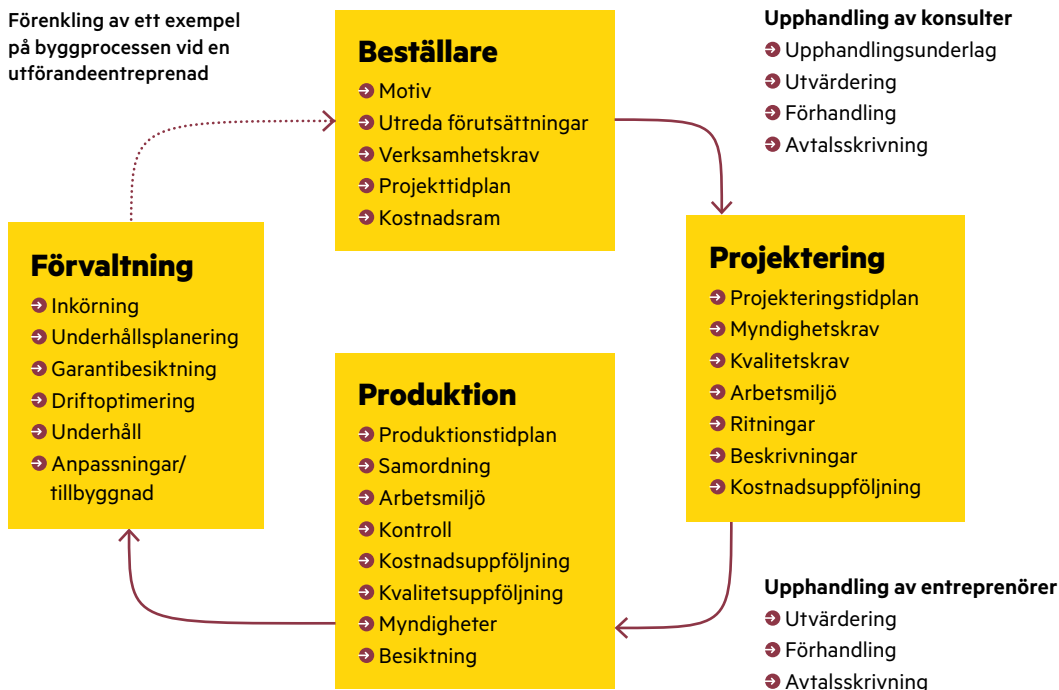 Förenkling av ett exempel
på byggprocessen vid en
utförandeentreprenad
Beställare
Motiv
Utreda förutsättningar
Verksamhetskrav
Projekttidplan
Kostnadsram
Upphandling av konsulter
Upphandlingsunderlag
Utvärdering
Förhandling
Avtalsskrivning
Projektering
Projekteringstidplan
Myndighetskrav
Kvalitetskrav
Arbetsmiljö
Ritningar
Beskrivningar
Kostnadsuppföljning
Upphandling av entreprenörer
Utvärdering
Förhandling
Avtalsskrivning
Produktion
Produktionstidplan
Samordning
Arbetsmiljö
Kontroll
Kostnadsuppföljning
Kvalitetsuppföljning
Myndigheter
Besiktning
Förvaltning
Inkörning
Underhållsplanering
Garantibesiktning
Driftoptimering
Underhåll
Anpassningar/
tillbyggnad